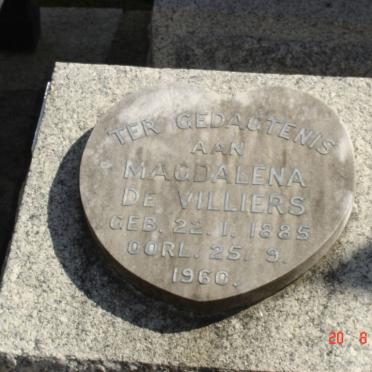 TER GEDAGTENIS
AAN
MAGDALENA
DE VILLIERS
GEB. 22. 1. 1885
OORL. 25. 9.
1960.
20 8